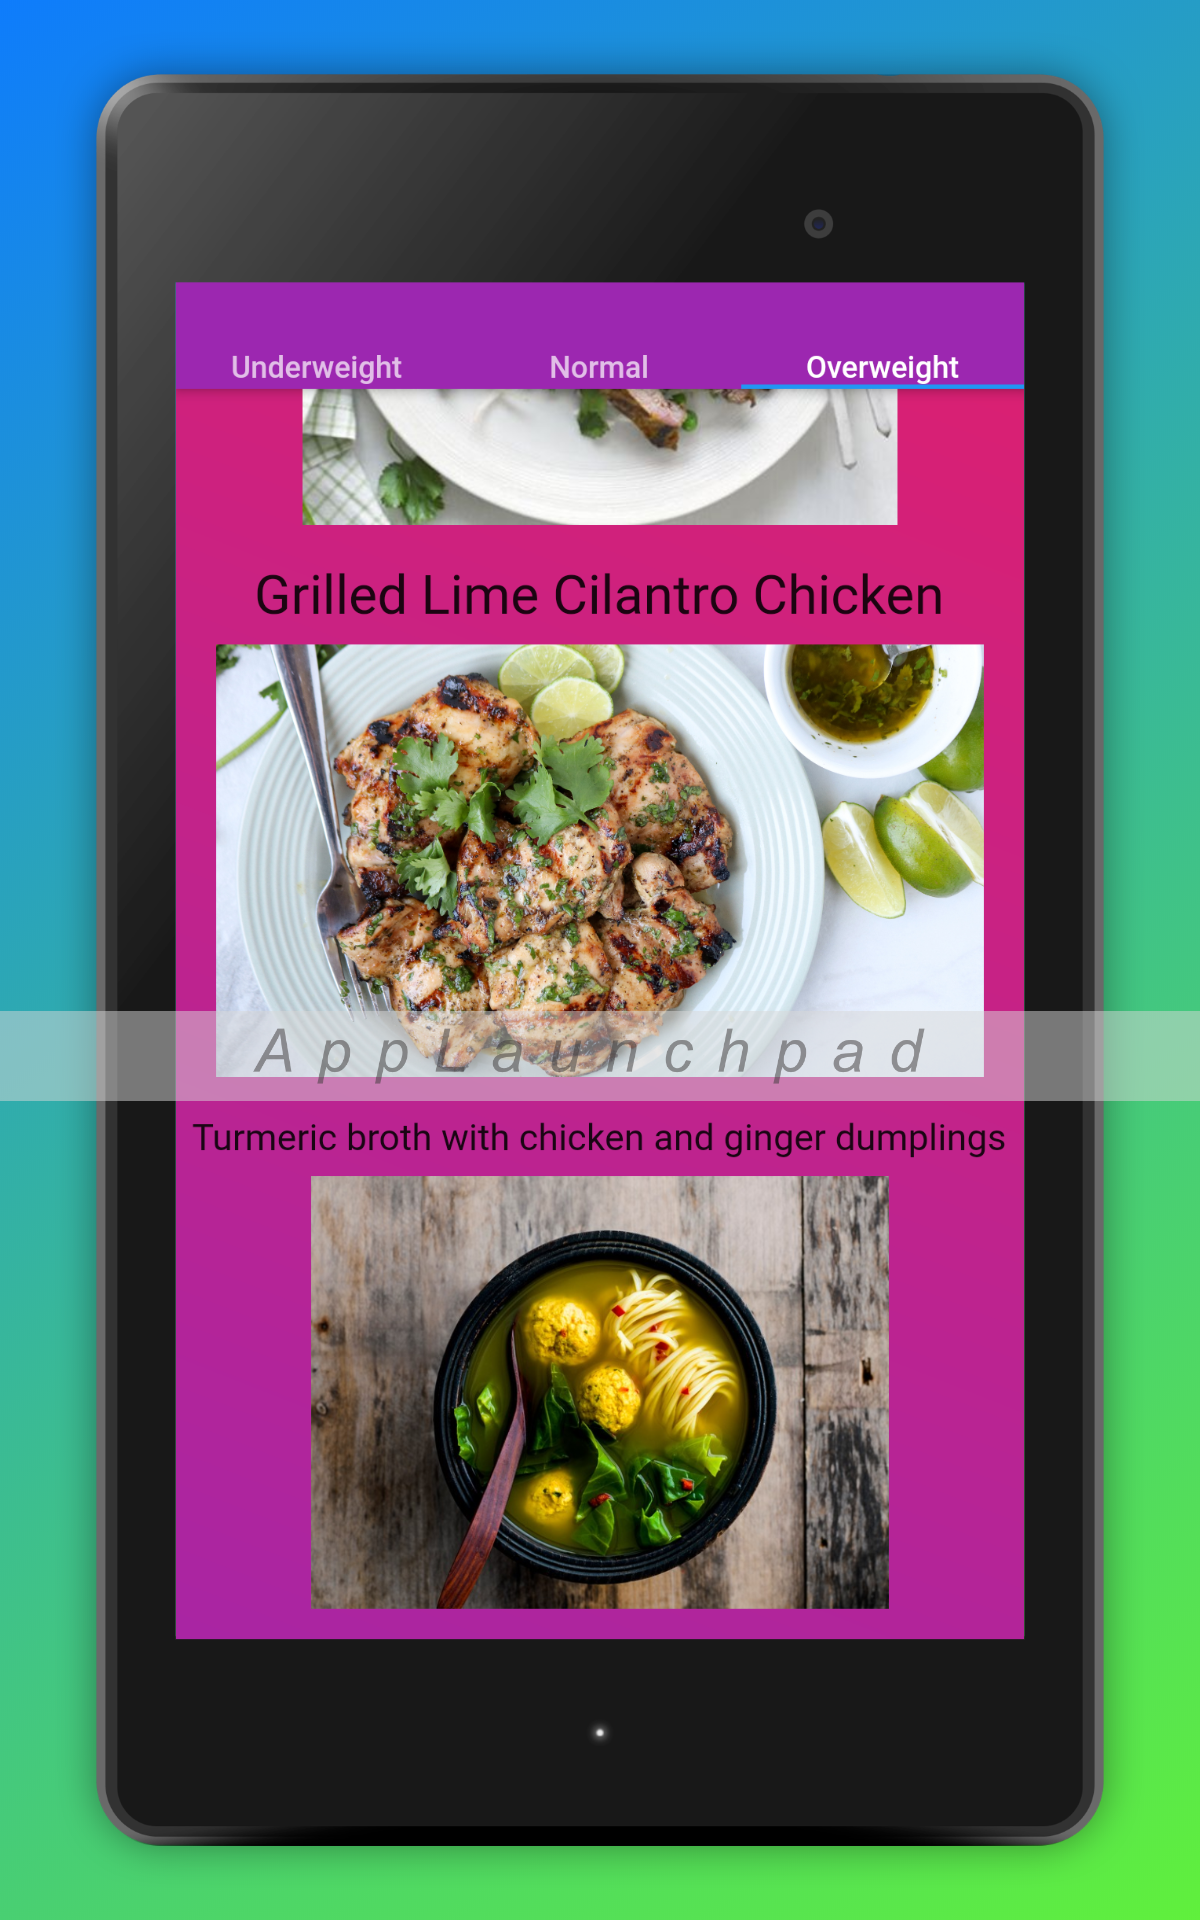 Underweight Normal Overweight
Grilled Lime Cilantro Chicken
AppLaunchpad
Turmeric broth with chicken and ginger dumplings